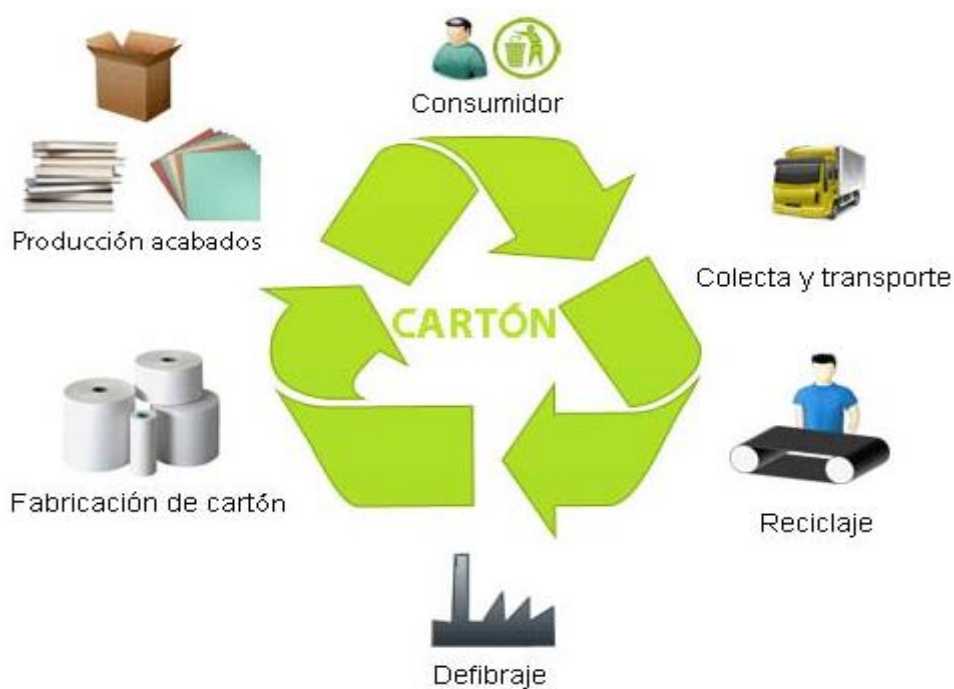 Consumidor
Producción acabados
Colecta y transporte
CARTÓN
Fabricación de cartón
Reciclaje
Defibraje